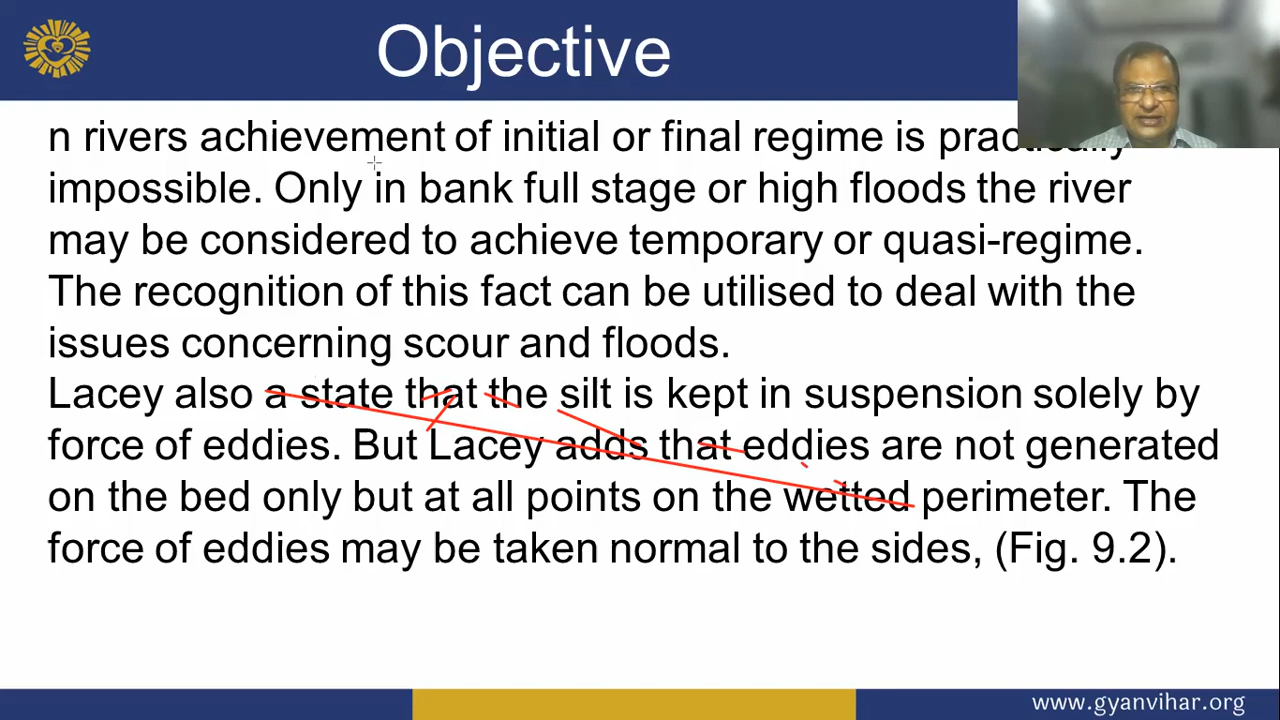 Objective
n rivers achievement of initial or final regime is practically
impossible. Only in bank full stage or high floods the river
may be considered to achieve temporary or quasi-regime.
The recognition of this fact can be utilised to deal with the
issues concerning scour and floods.
Lacey also a state that the silt is kept in suspension solely by
force of eddies. But Lacey adds that eddies are not generated
on the bed only but at all points on the wetted perimeter. The
force of eddies may be taken normal to the sides, (Fig. 9.2).
www.gyanvihar.org